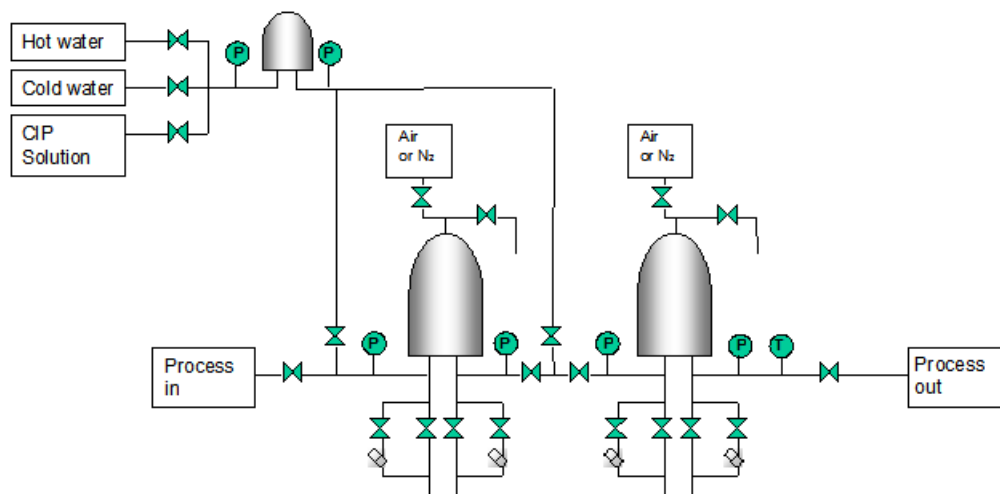 Hot water
P
P
Cold water
CIP
Solution
Air
or N₂
Air
or N₂
P
P
P
P
T
Process
in
Process
out